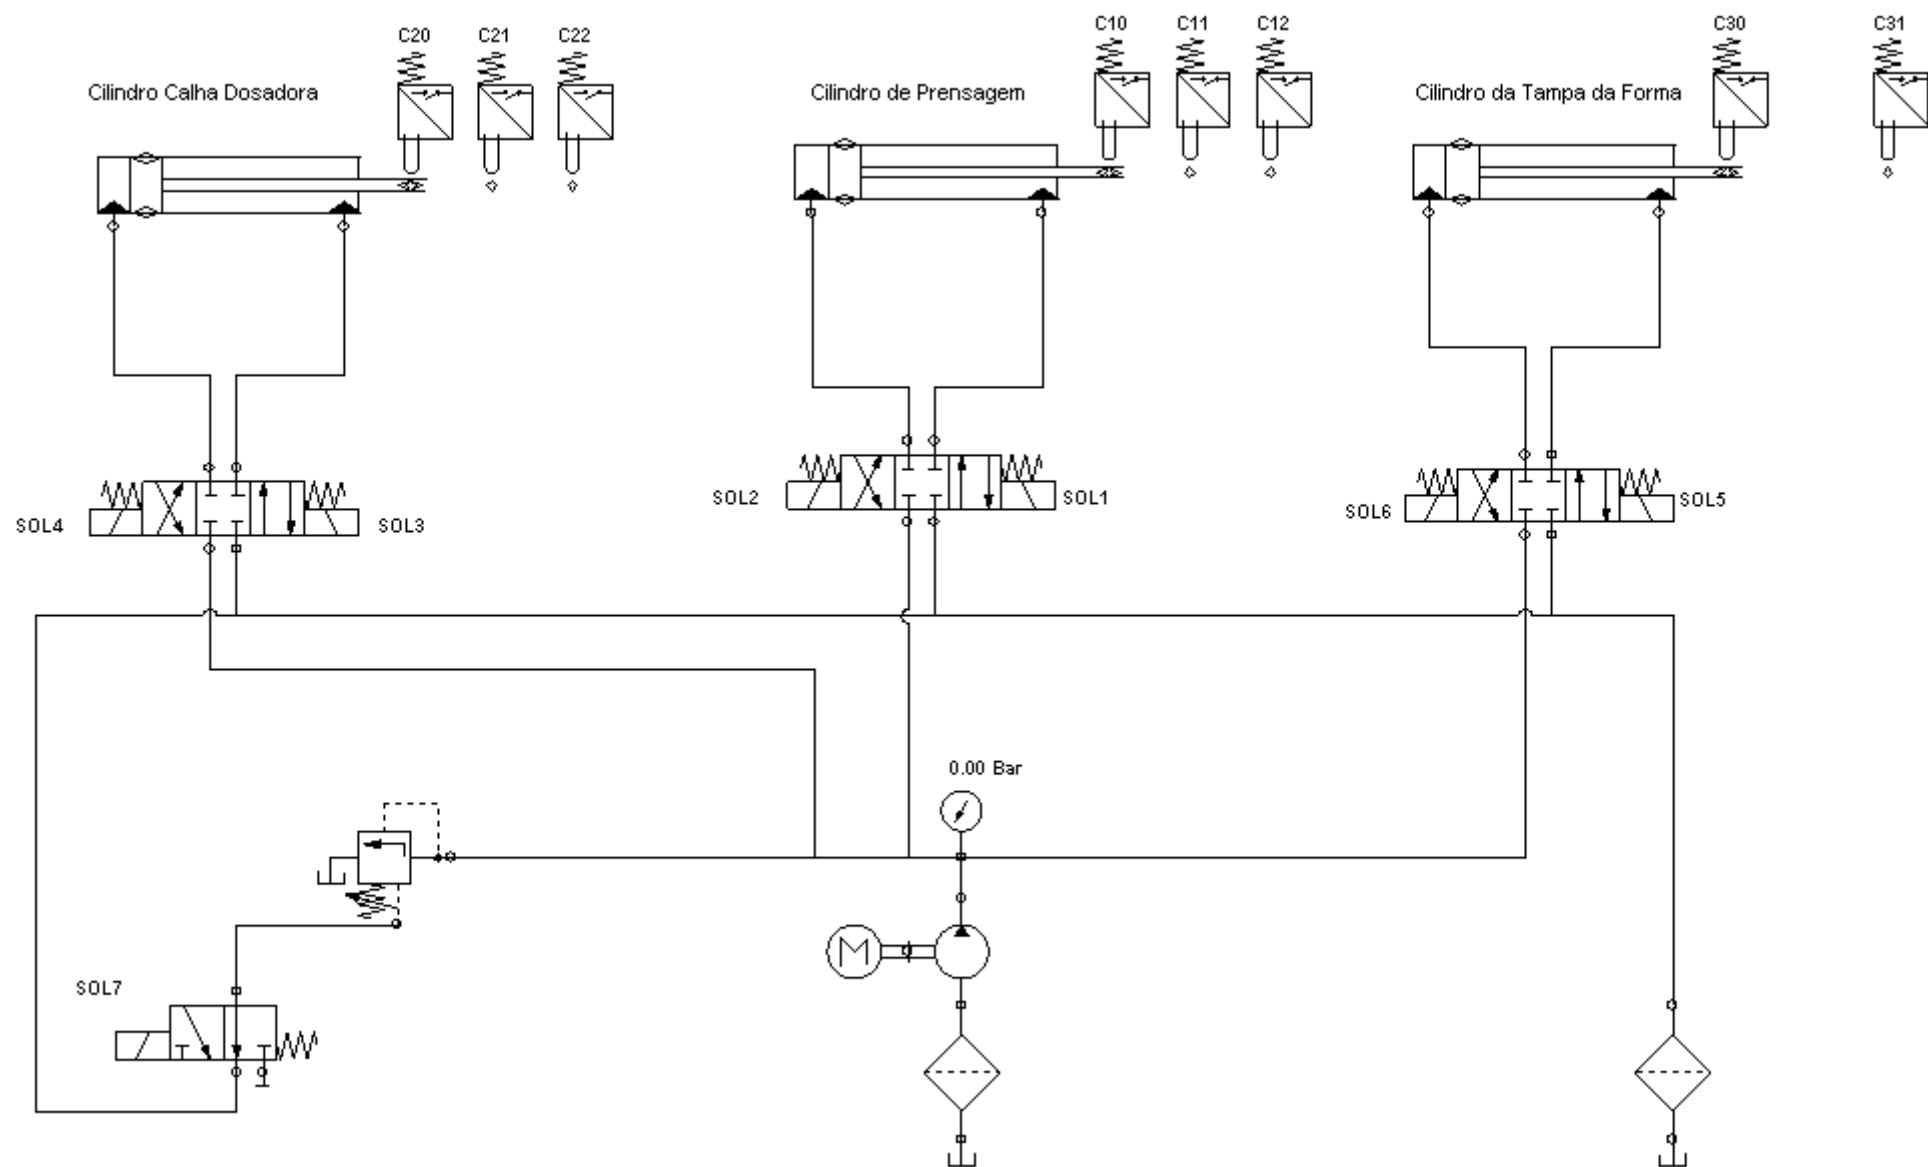 C20
C21
C22
C10
C11
C12
C30
C31
Cilindro Calha Dosadora
Cilindro de Prensagem
Cilindro da Tampa da Forma
SOL4
SOL3
SOL2
SOL1
SOL6
SOL5
0.00 Bar
M
SOL7